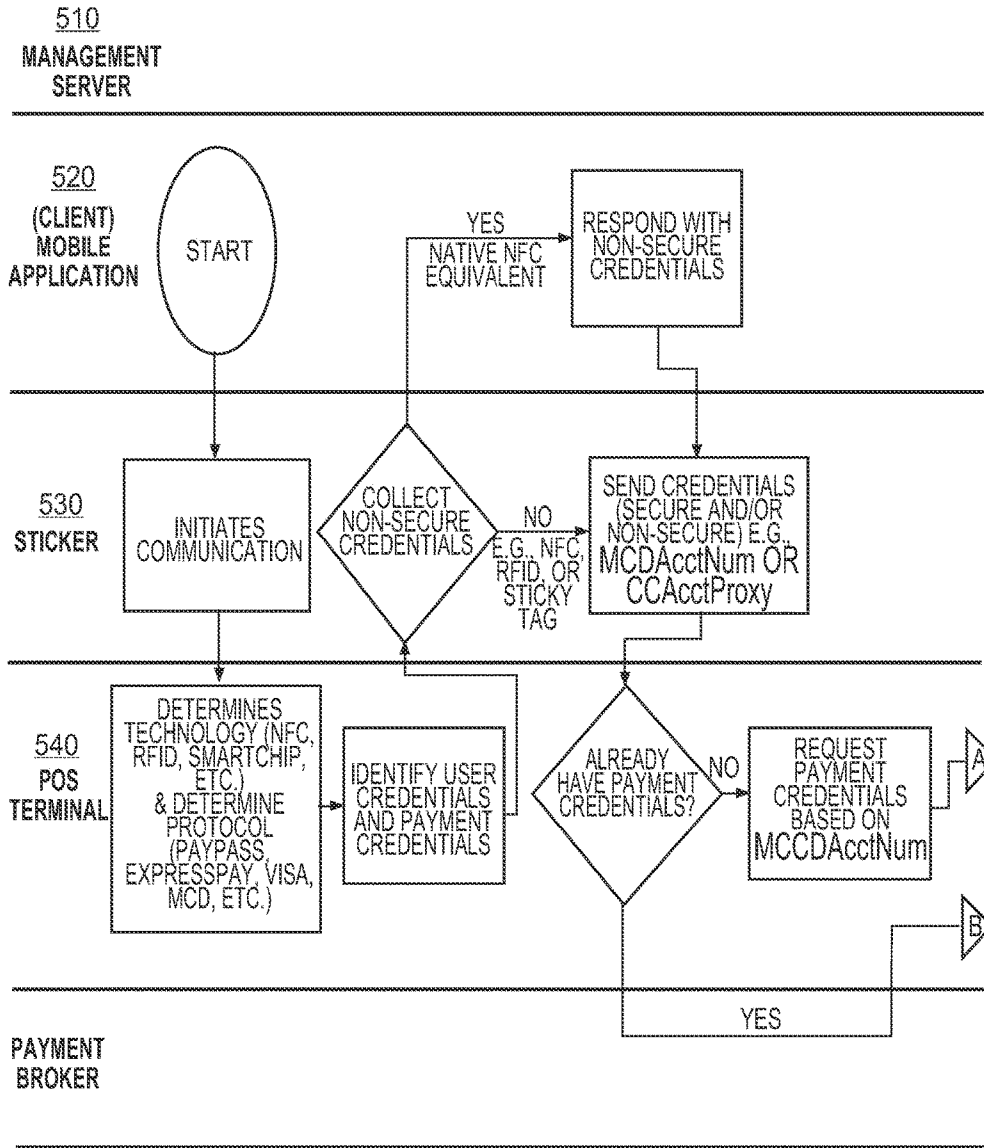 510
MANAGEMENT
SERVER
520
(CLIENT)
MOBILE
APPLICATION
START
YES
NATIVE NFC
EQUIVALENT
RESPOND WITH
NON-SECURE
CREDENTIALS
530
STICKER
INITIATES
COMMUNICATION
COLLECT
NON-SECURE
CREDENTIALS
NO
E.G., NFC,
RFID, OR
STICKY
TAG
SEND CREDENTIALS
(SECURE AND/OR
NON-SECURE) E.G.,
MCDAcctNum OR
CCAcctProxy
540
POS
TERMINAL
DETERMINES
TECHNOLOGY (NFC,
RFID, SMARTCHIP,
ETC.)
& DETERMINE
PROTOCOL
(PAYPASS,
EXPRESSPAY, VISA,
MCD, ETC.)
IDENTIFY USER
CREDENTIALS
AND PAYMENT
CREDENTIALS
ALREADY
HAVE PAYMENT
CREDENTIALS?
NO
REQUEST
PAYMENT
CREDENTIALS
BASED ON
MCCDAcctNum
A
B
YES
PAYMENT
BROKER